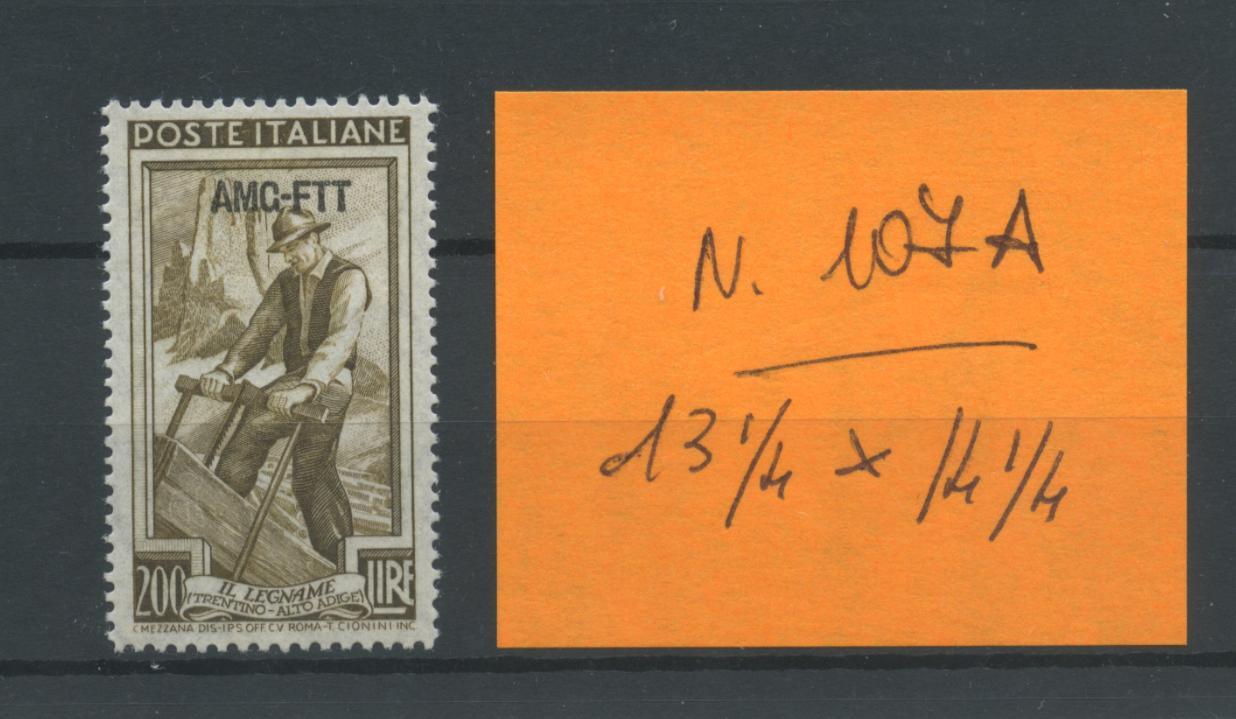 POSTE ITALIANE
AMG-FTT
200 LIRE
IL LEGNAME
(TRENTINO-ALTO ADIGE)
C.MEZZANA DIS-I.P.S. OFF.C.V. ROMA-T. CIONINI INC.
N. 107A
13 1/4 x 14 1/4